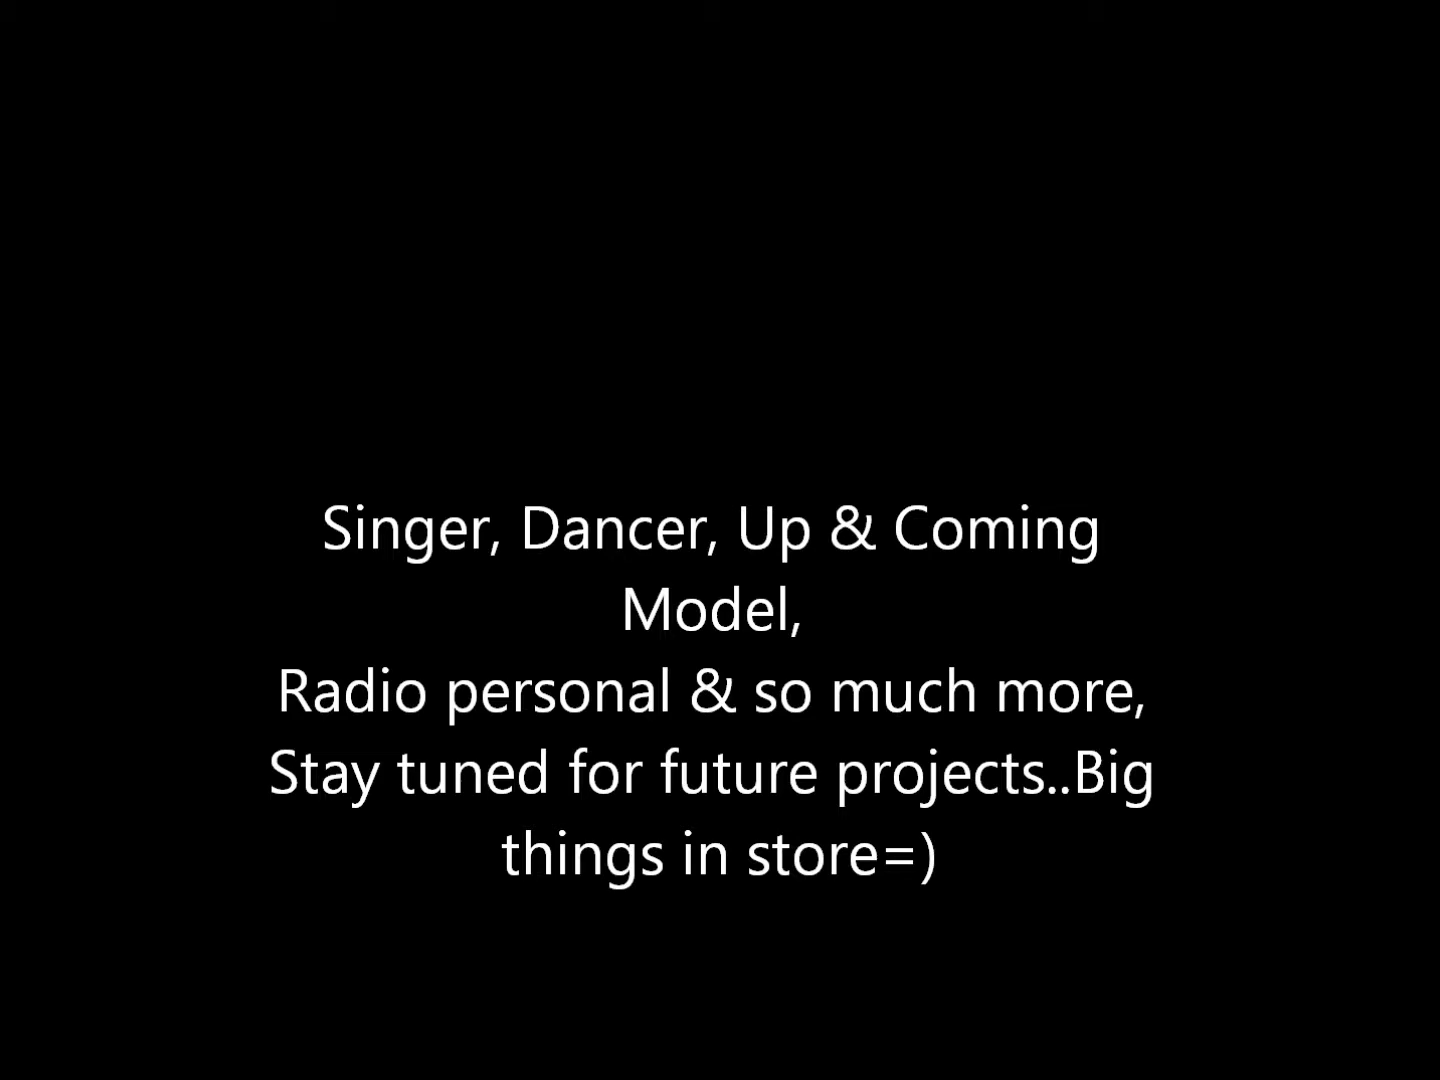 Singer, Dancer, Up & Coming
Model,
Radio personal & so much more,
Stay tuned for future projects..Big
things in store=)